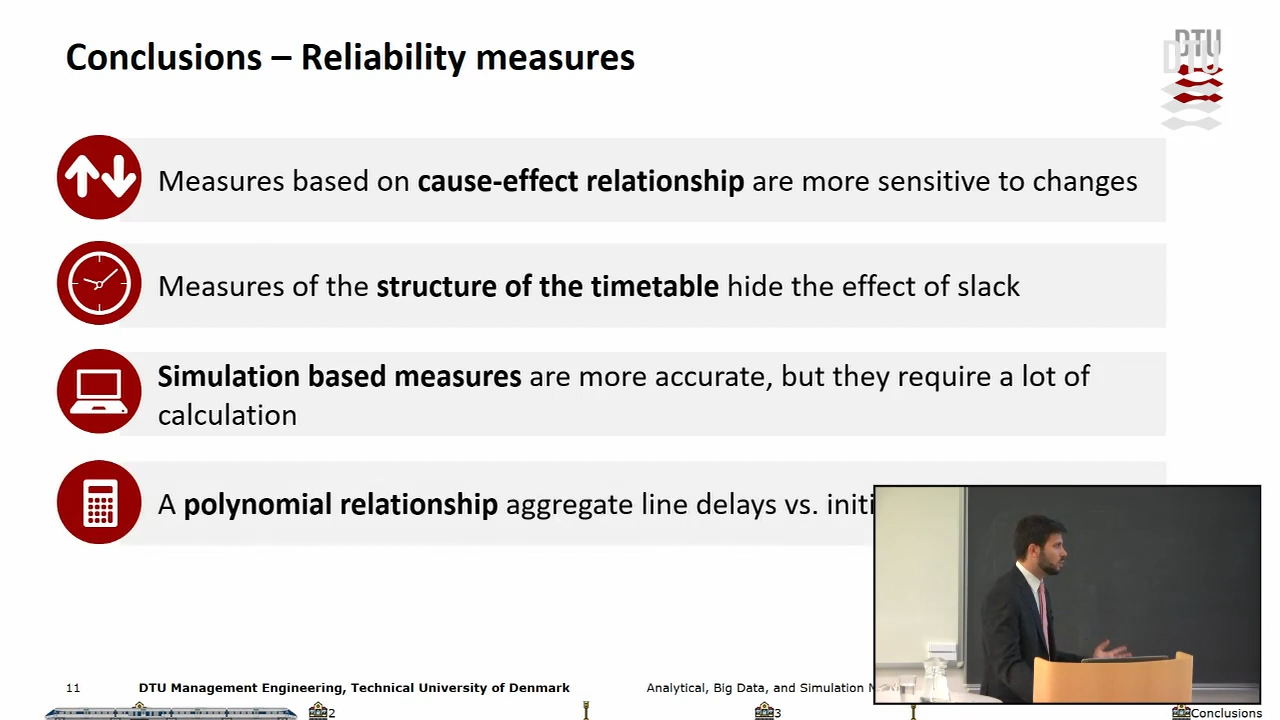 Conclusions – Reliability measures
DTU
DTU
Measures based on cause-effect relationship are more sensitive to changes
Measures of the structure of the timetable hide the effect of slack
Simulation based measures are more accurate, but they require a lot of
calculation
A polynomial relationship aggregate line delays vs.
11 DTU Management Engineering, Technical University of Denmark Analytical, Big Data, and Simulation
2 3 Conclusions